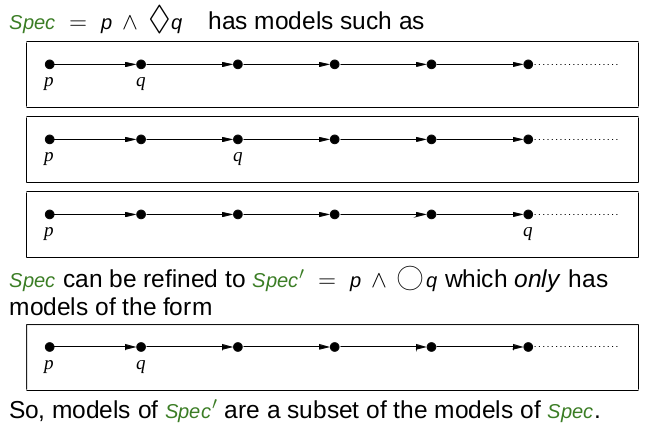 Spec = p ∧ ◇q has models such as
p q
p q
p q
Spec can be refined to Spec′ = p ∧ ◯q which only has
models of the form
p q
So, models of Spec′ are a subset of the models of Spec.